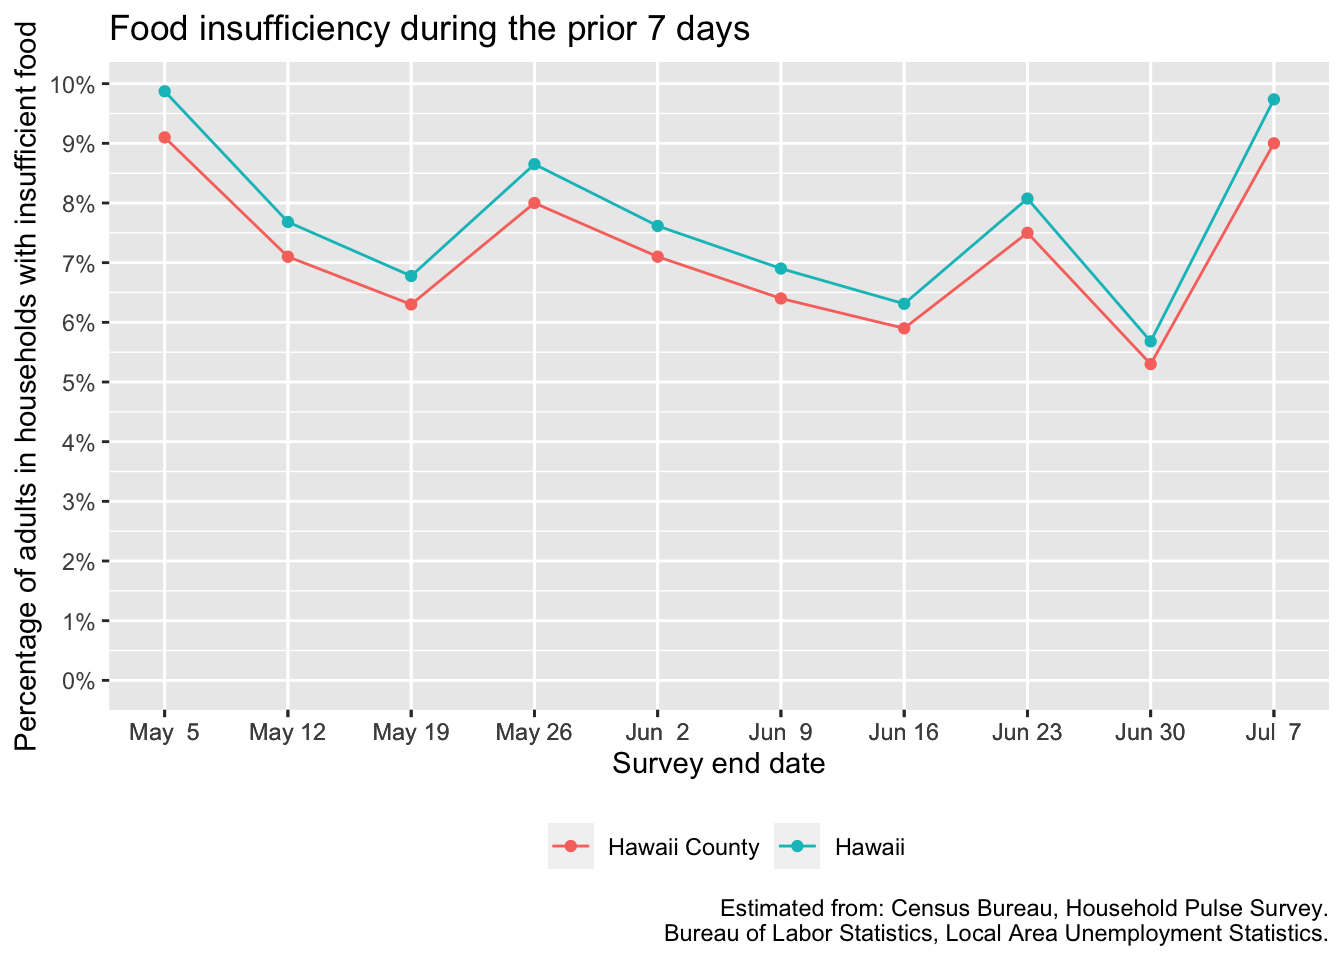 Food insufficiency during the prior 7 days
Percentage of adults in households with insufficient food
10%
9%
8%
7%
6%
5%
4%
3%
2%
1%
0%
May  5 May 12 May 19 May 26 Jun  2 Jun  9 Jun 16 Jun 23 Jun 30 Jul  7
Survey end date
Hawaii County Hawaii
Estimated from: Census Bureau, Household Pulse Survey.
Bureau of Labor Statistics, Local Area Unemployment Statistics.